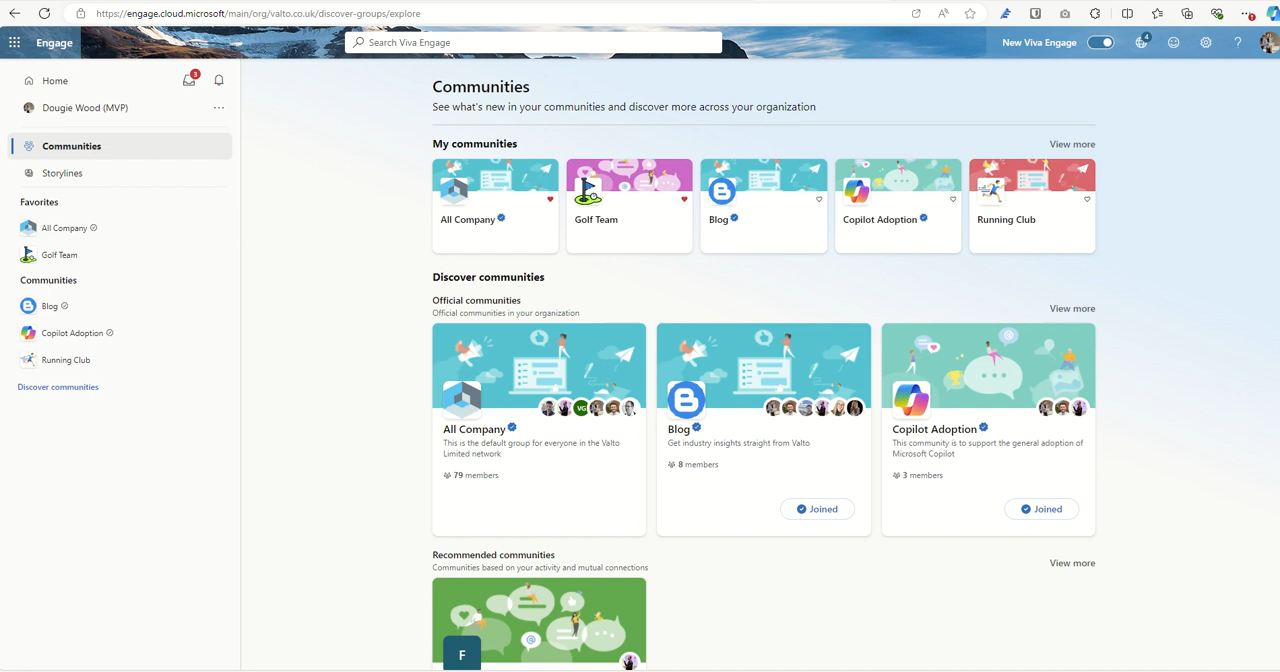 https://engage.cloud.microsoft/main/org/valto.co.uk/discover-groups/explore
Engage
Search Viva Engage
New Viva Engage
4
Home
3
Dougie Wood (MVP)
Communities
Storylines
Favorites
All Company
Golf Team
Communities
Blog
Copilot Adoption
Running Club
Discover communities
Communities
See what's new in your communities and discover more across your organization
My communities
View more
All Company
Golf Team
Blog
Copilot Adoption
Running Club
Discover communities
Official communities
Official communities in your organization
View more
VG
All Company
This is the default group for everyone in the Valto
Limited network
79 members
Blog
Get industry insights straight from Valto
8 members
Joined
Copilot Adoption
This community is to support the general adoption of
Microsoft Copilot
3 members
Joined
Recommended communities
Communities based on your activity and mutual connections
View more
F